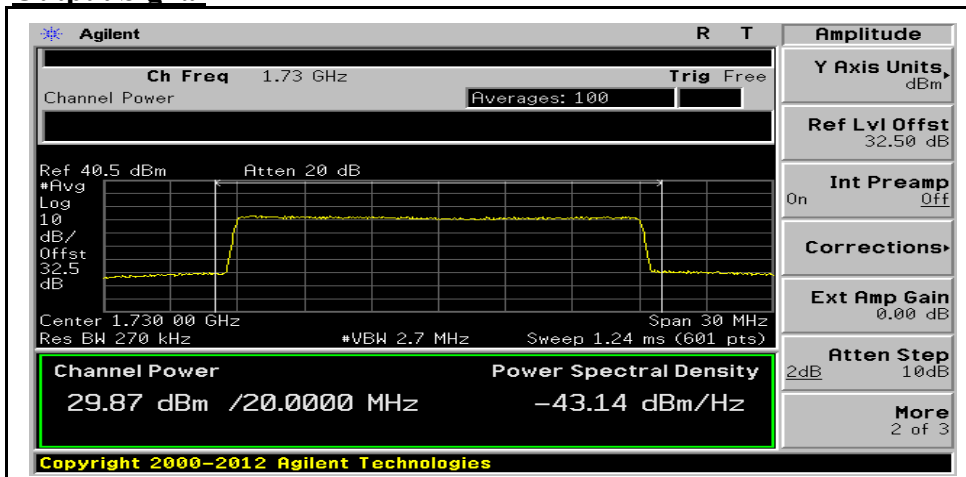 Agilent R T
Amplitude
Ch Freq 1.73 GHz Trig Free
Channel Power Averages: 100
Y Axis Units
dBm
Ref Lvl Offst
32.50 dB
Ref 40.5 dBm Atten 20 dB
#Avg
Log
10
dB/
Offst
32.5
dB
Int Preamp
On Off
Corrections
Ext Amp Gain
0.00 dB
Center 1.730 00 GHz Span 30 MHz
Res BW 270 kHz #VBW 2.7 MHz Sweep 1.24 ms (601 pts)
Atten Step
2dB 10dB
Channel Power Power Spectral Density
29.87 dBm /20.0000 MHz -43.14 dBm/Hz
More
2 of 3
Copyright 2000-2012 Agilent Technologies